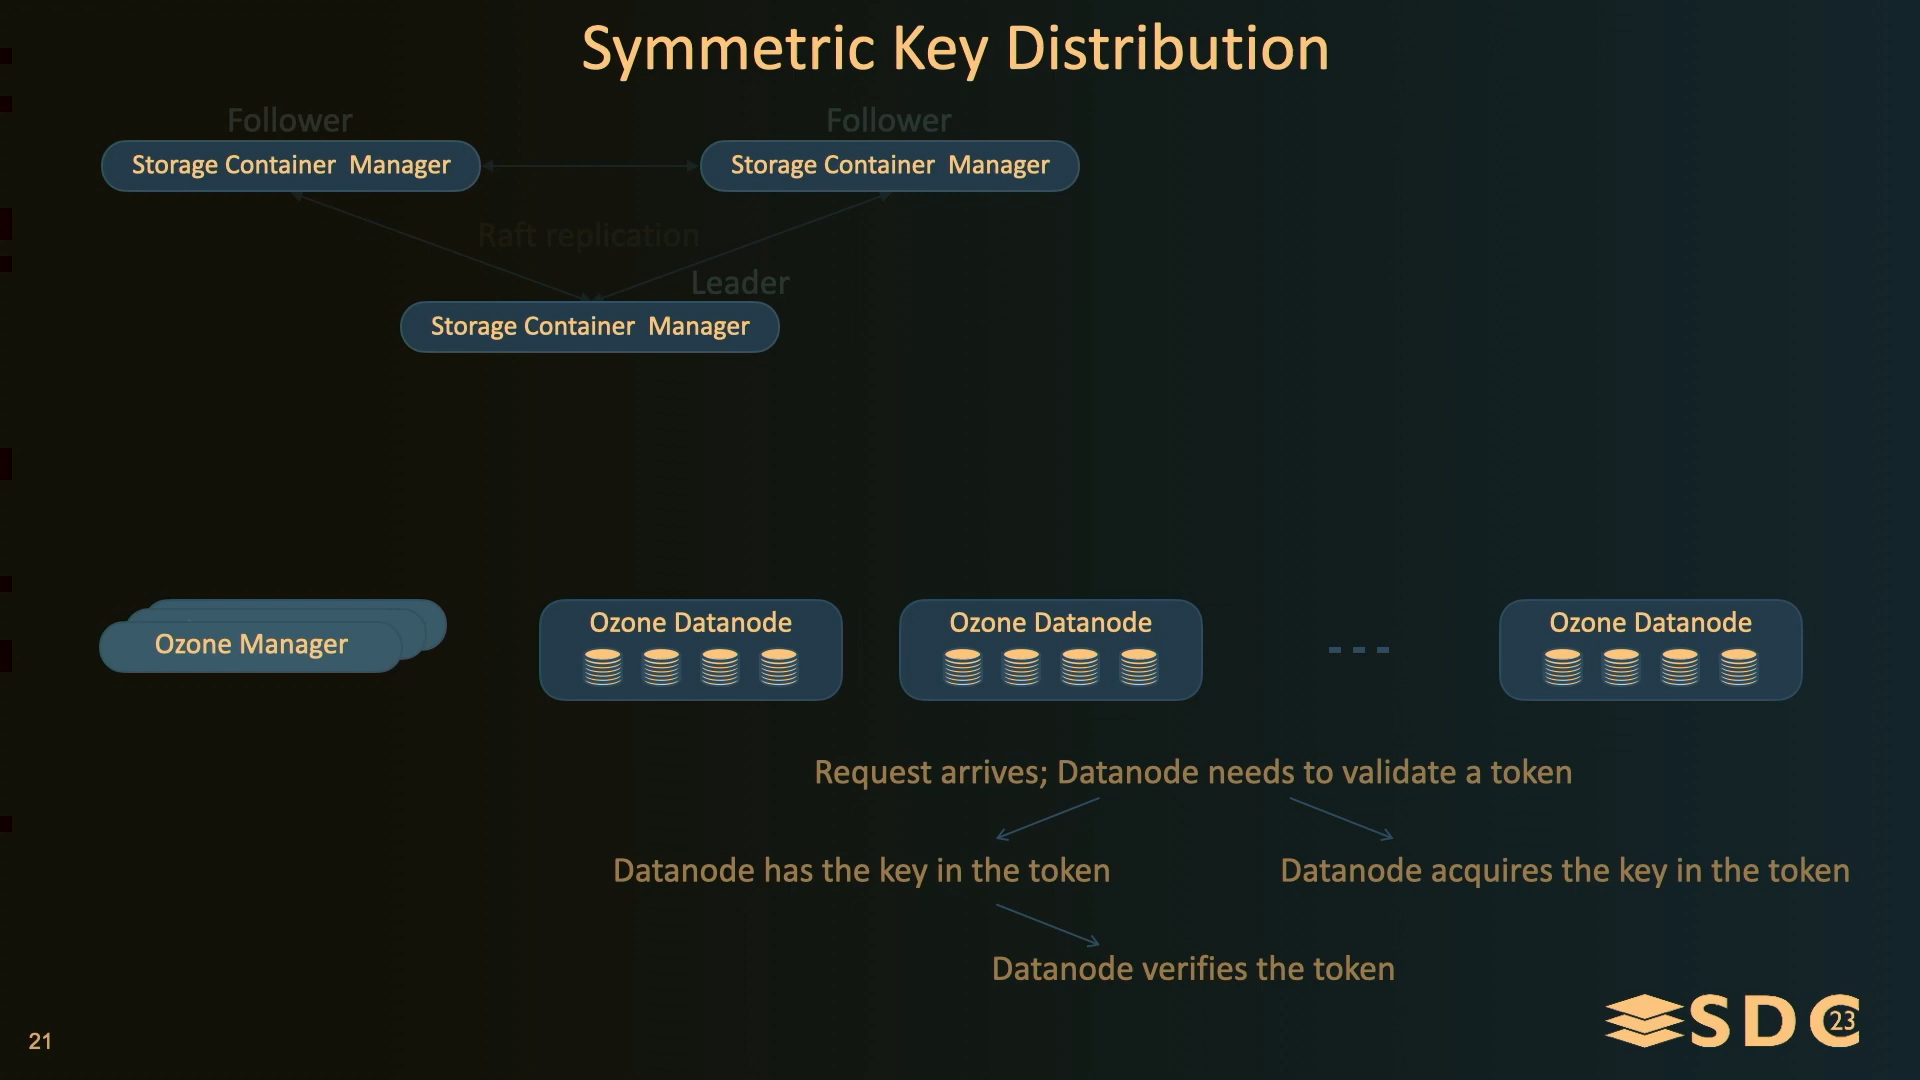 Symmetric Key Distribution
Follower
Follower
Storage Container Manager
Storage Container Manager
Raft replication
Leader
Storage Container Manager
Ozone Manager
Ozone Datanode
Ozone Datanode
Ozone Datanode
Request arrives; Datanode needs to validate a token
Datanode has the key in the token
Datanode acquires the key in the token
Datanode verifies the token
SDC 23
21